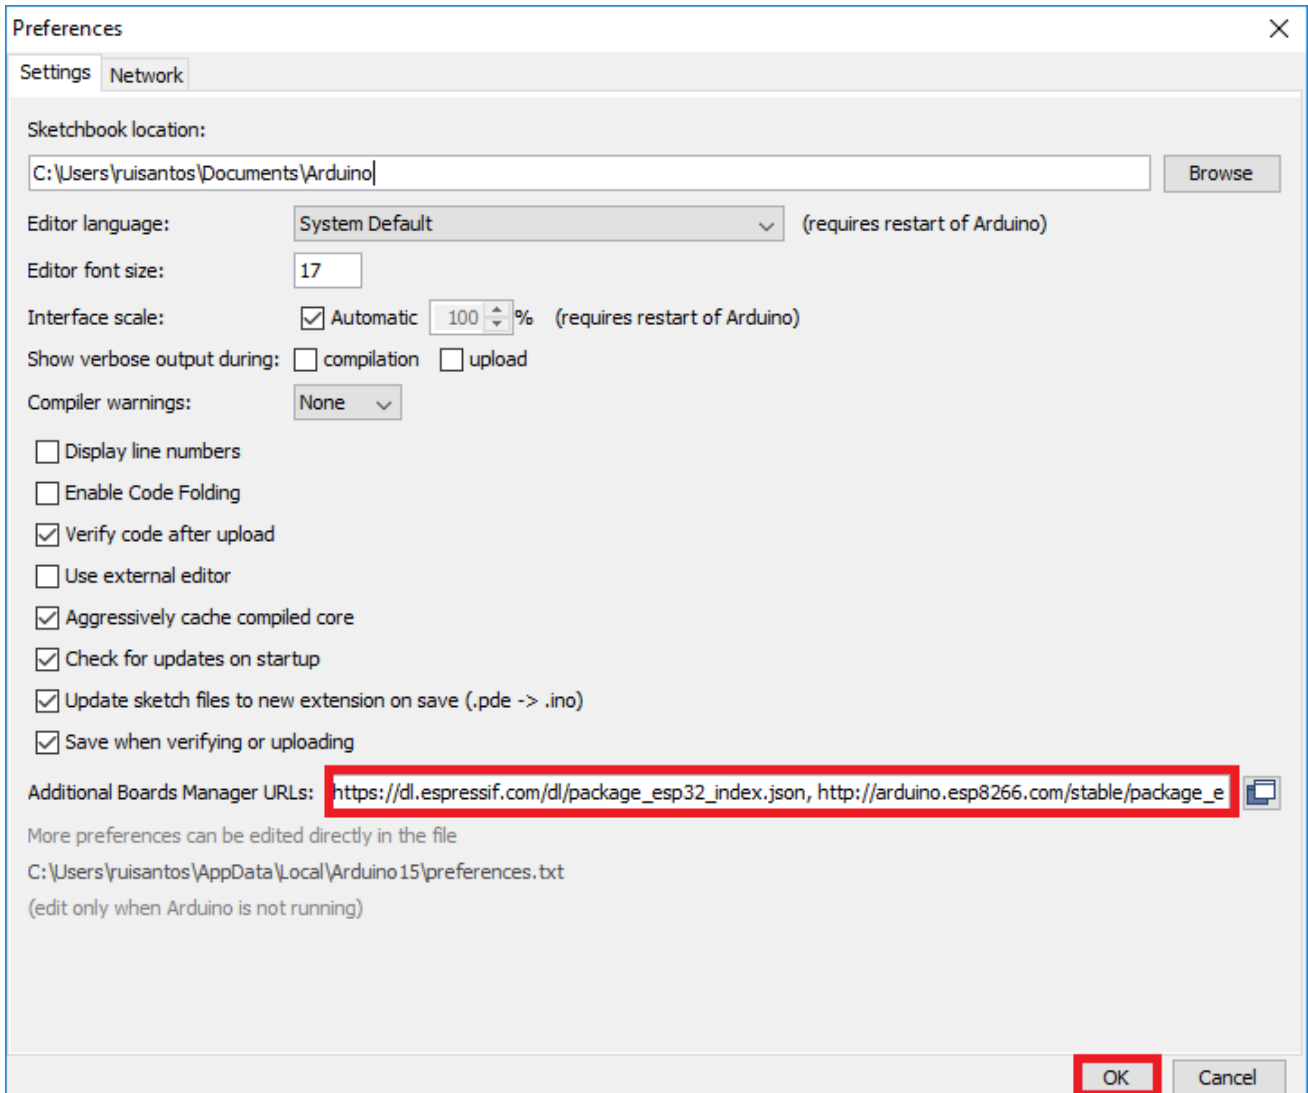 Preferences
Settings Network
Sketchbook location:
C:\Users\ruisantos\Documents\Arduino Browse
Editor language: System Default (requires restart of Arduino)
Editor font size: 17
Interface scale: Automatic 100 % (requires restart of Arduino)
Show verbose output during: compilation upload
Compiler warnings: None
Display line numbers
Enable Code Folding
Verify code after upload
Use external editor
Aggressively cache compiled core
Check for updates on startup
Update sketch files to new extension on save (.pde -> .ino)
Save when verifying or uploading
Additional Boards Manager URLs: https://dl.espressif.com/dl/package_esp32_index.json, http://arduino.esp8266.com/stable/package_e
More preferences can be edited directly in the file
C:\Users\ruisantos\AppData\Local\Arduino15\preferences.txt
(edit only when Arduino is not running)
OK Cancel